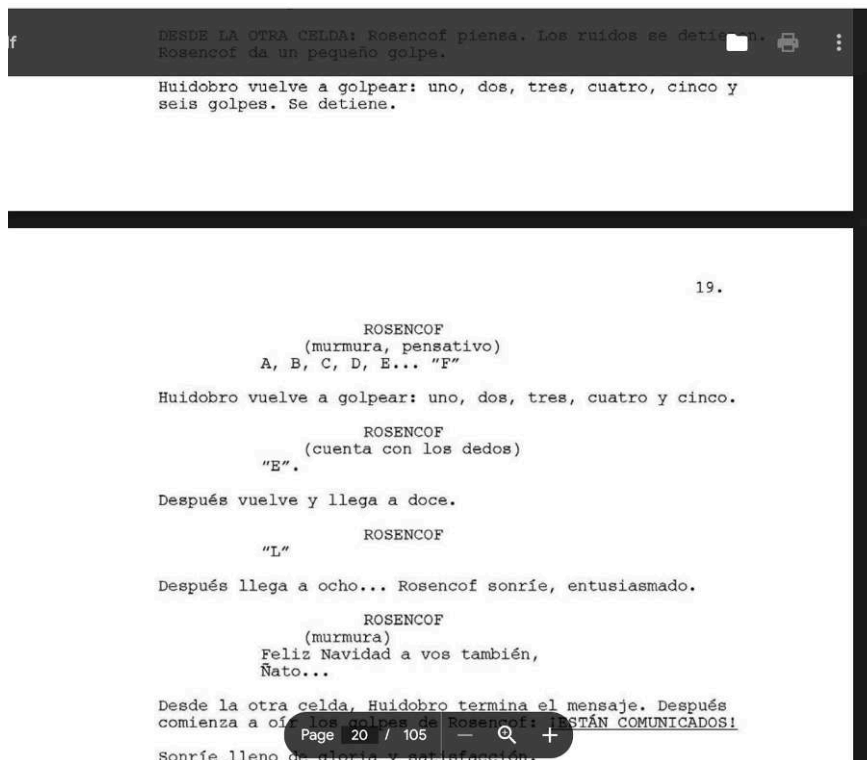 f
DESDE LA OTRA CELDA: Rosencof piensa. Los ruidos se detienen.
Rosencof da un pequeño golpe.
Huidobro vuelve a golpear: uno, dos, tres, cuatro, cinco y
seis golpes. Se detiene.
19.
ROSENCOF
(murmura, pensativo)
A, B, C, D, E... "F"
Huidobro vuelve a golpear: uno, dos, tres, cuatro y cinco.
ROSENCOF
(cuenta con los dedos)
"E".
Después vuelve y llega a doce.
ROSENCOF
"L"
Después llega a ocho... Rosencof sonríe, entusiasmado.
ROSENCOF
(murmura)
Feliz Navidad a vos también,
Ñato...
Desde la otra celda, Huidobro termina el mensaje. Después
comienza a oír los golpes de Rosencof: ¡ESTÁN COMUNICADOS!
Page 20 / 105
Sonríe lleno de gloria y satisfacción.